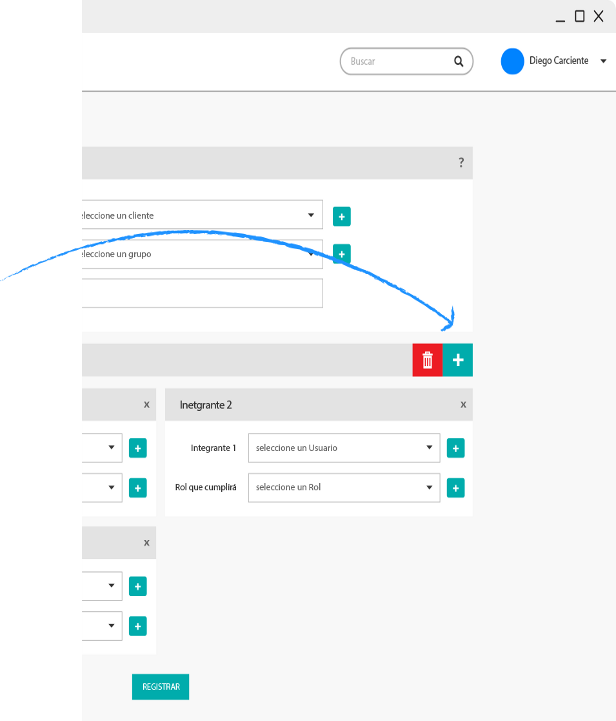 Buscar
Diego Carciente
?
eleccione un cliente
+
eleccione un grupo
+
+
x
Inetgrante 2
x
+
Integrante 1
seleccione un Usuario
+
+
Rol que cumplirá
seleccione un Rol
+
x
+
+
REGISTRAR